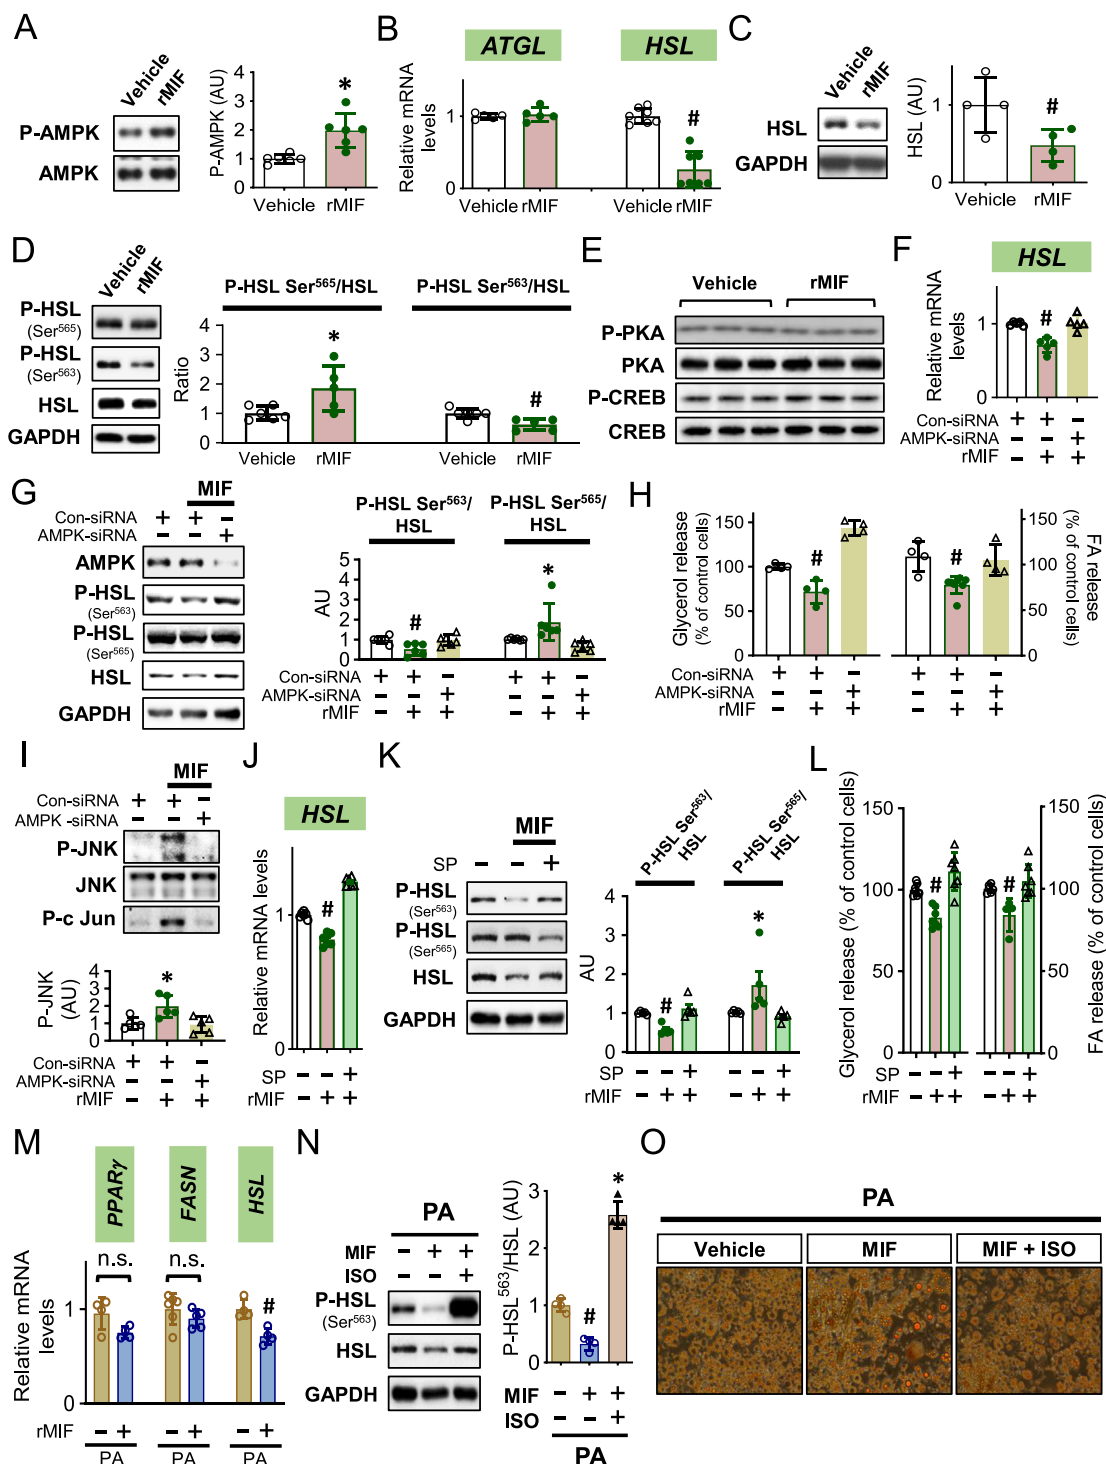 A
Vehicle
rMIF
P-AMPK
AMPK
P-AMPK (AU)
4
3
2
1
0
*
Vehicle rMIF
B
ATGL
HSL
Relative mRNA
levels
2
1
0
#
Vehicle rMIF
Vehicle rMIF
C
Vehicle
rMIF
HSL
GAPDH
HSL (AU)
1
0
#
Vehicle
rMIF
D
Vehicle
rMIF
P-HSL
(Ser565)
P-HSL
(Ser563)
HSL
GAPDH
P-HSL Ser565/HSL
P-HSL Ser563/HSL
Ratio
4
3
2
1
0
*
#
Vehicle
rMIF
Vehicle
rMIF
E
Vehicle
rMIF
P-PKA
PKA
P-CREB
CREB
F
HSL
Relative mRNA
levels
1
0
#
Con-siRNA + + −
AMPK-siRNA − − +
rMIF − + +
G
MIF
Con-siRNA + + −
AMPK-siRNA − − +
AMPK
P-HSL
(Ser563)
P-HSL
(Ser565)
HSL
GAPDH
P-HSL Ser563/
HSL
P-HSL Ser565/
HSL
AU
5
4
3
2
1
0
#
*
Con-siRNA + + − + + −
AMPK-siRNA − − + − − +
rMIF − + + − + +
H
Glycerol release
(% of control cells)
150
100
50
0
#
#
150
100
50
0
FA release
(% of control cells)
Con-siRNA + + − + + −
AMPK-siRNA − − + − − +
rMIF − + + − + +
I
MIF
Con-siRNA + + −
AMPK -siRNA − − +
P-JNK
JNK
P-c Jun
P-JNK
(AU)
4
3
2
1
0
*
Con-siRNA + + −
AMPK-siRNA − − +
rMIF − + +
J
HSL
Relative mRNA levels
1
0
#
SP − − +
rMIF − + +
K
MIF
SP − − +
P-HSL
(Ser563)
P-HSL
(Ser565)
HSL
GAPDH
P-HSL Ser563/
HSL
P-HSL Ser565/
HSL
AU
4
2
0
#
*
SP − − + − − +
rMIF − + + − + +
L
Glycerol release (% of control cells)
150
100
50
0
#
#
150
100
50
0
FA release (% of control cells)
SP − − + − − +
rMIF − + + − + +
M
PPARγ
FASN
HSL
Relative mRNA
levels
1
0
n.s.
n.s.
#
rMIF − + − + − +
PA PA PA
N
PA
MIF − + +
ISO − − +
P-HSL
(Ser563)
HSL
GAPDH
P-HSL563/HSL (AU)
3
2
1
0
#
*
MIF − + +
ISO − − +
PA
O
PA
Vehicle
MIF
MIF + ISO